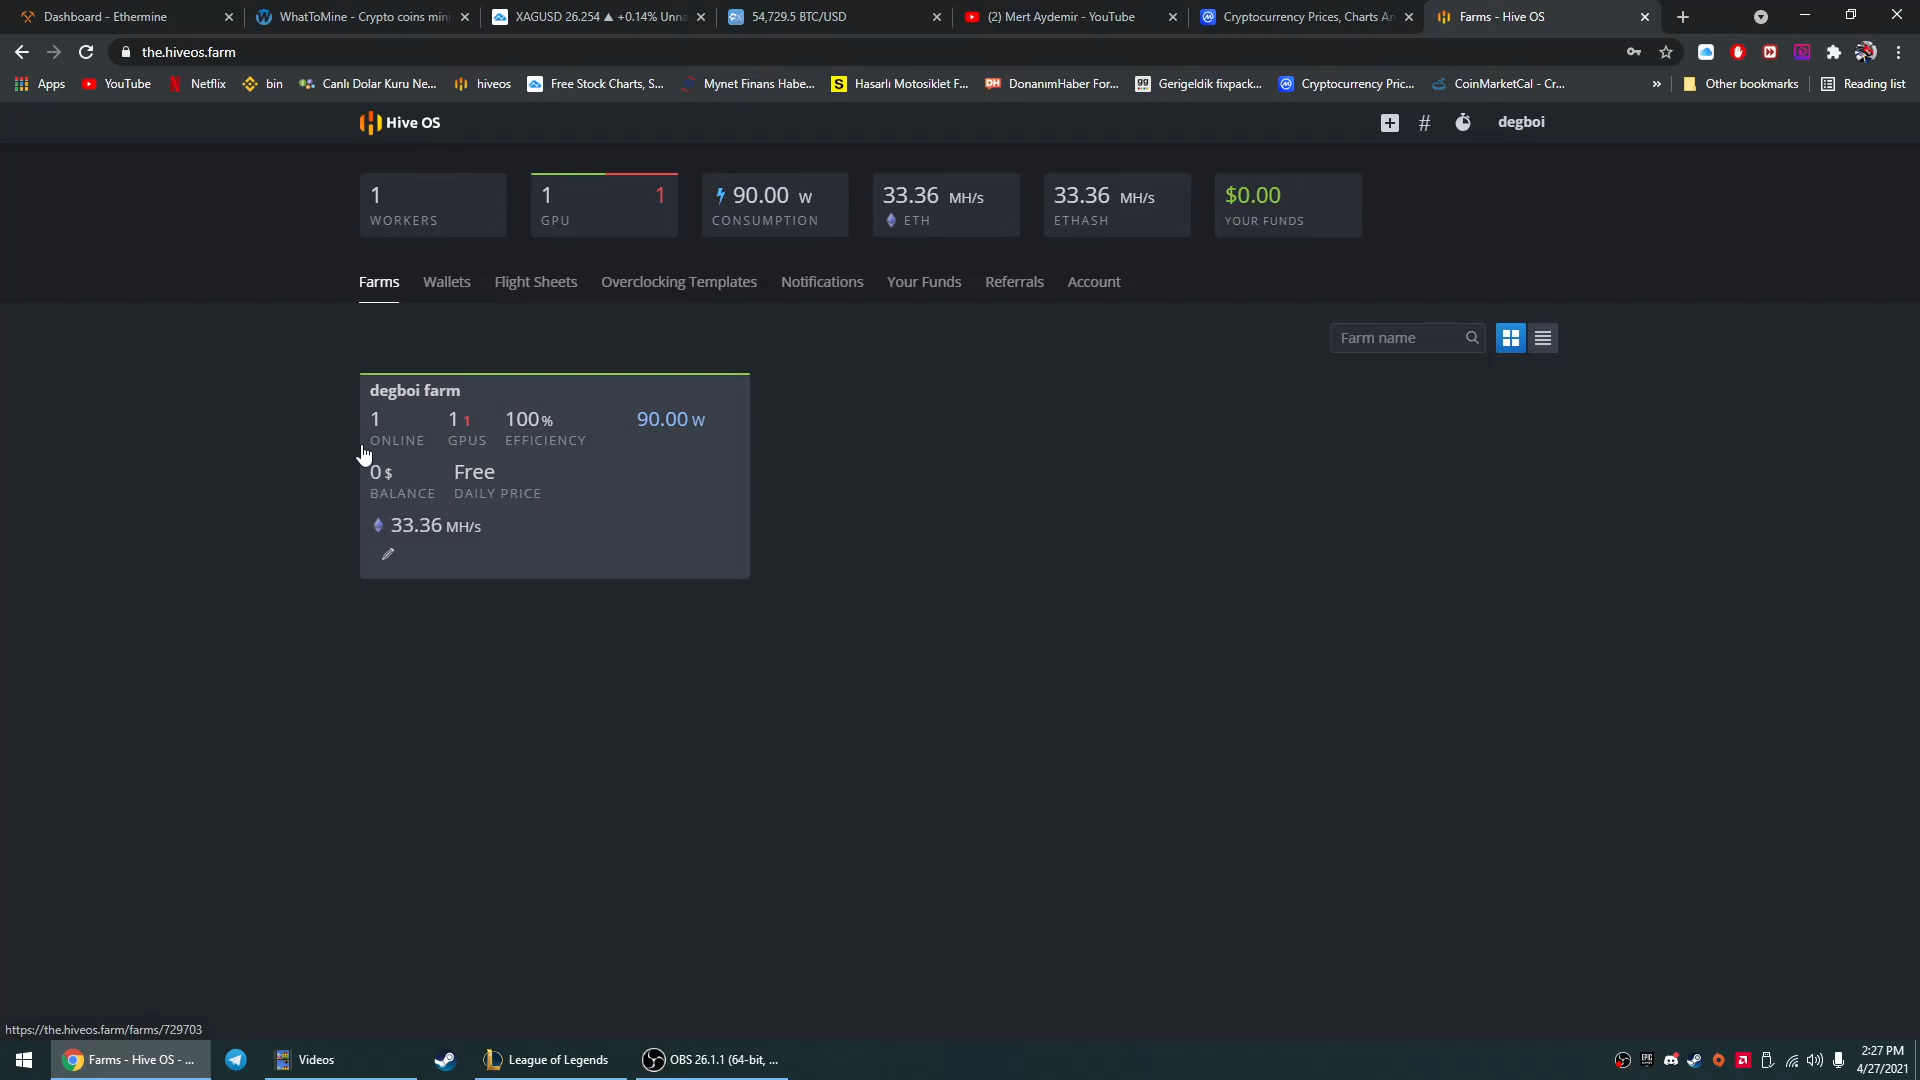 Dashboard - Ethermine
WhatToMine - Crypto coins mini
XAGUSD 26.254 ▲ +0.14% Unna
54,729.5 BTC/USD
(2) Mert Aydemir - YouTube
Cryptocurrency Prices, Charts An
Farms - Hive OS
the.hiveos.farm
Apps
YouTube
Netflix
bin
Canlı Dolar Kuru Ne...
hiveos
Free Stock Charts, S...
Mynet Finans Habe...
Hasarlı Motosiklet F...
DonanımHaber For...
Gerigeldik fixpack...
Cryptocurrency Pric...
CoinMarketCal - Cr...
»
Other bookmarks
Reading list
Hive OS
#
degboi
1
WORKERS
1 1
GPU
90.00 W
CONSUMPTION
33.36 MH/s
ETH
33.36 MH/s
ETHASH
$0.00
YOUR FUNDS
Farms
Wallets
Flight Sheets
Overclocking Templates
Notifications
Your Funds
Referrals
Account
Farm name
degboi farm
1
ONLINE
1 1
GPUS
100%
EFFICIENCY
90.00 W
0 $
BALANCE
Free
DAILY PRICE
33.36 MH/s
https://the.hiveos.farm/farms/729703
Farms - Hive OS - ...
Videos
League of Legends
OBS 26.1.1 (64-bit, ...
2:27 PM
4/27/2021